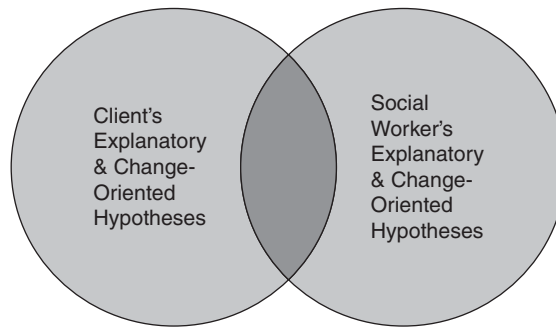 Client's
Explanatory
& Change-
Oriented
Hypotheses
Social
Worker's
Explanatory
& Change-
Oriented
Hypotheses